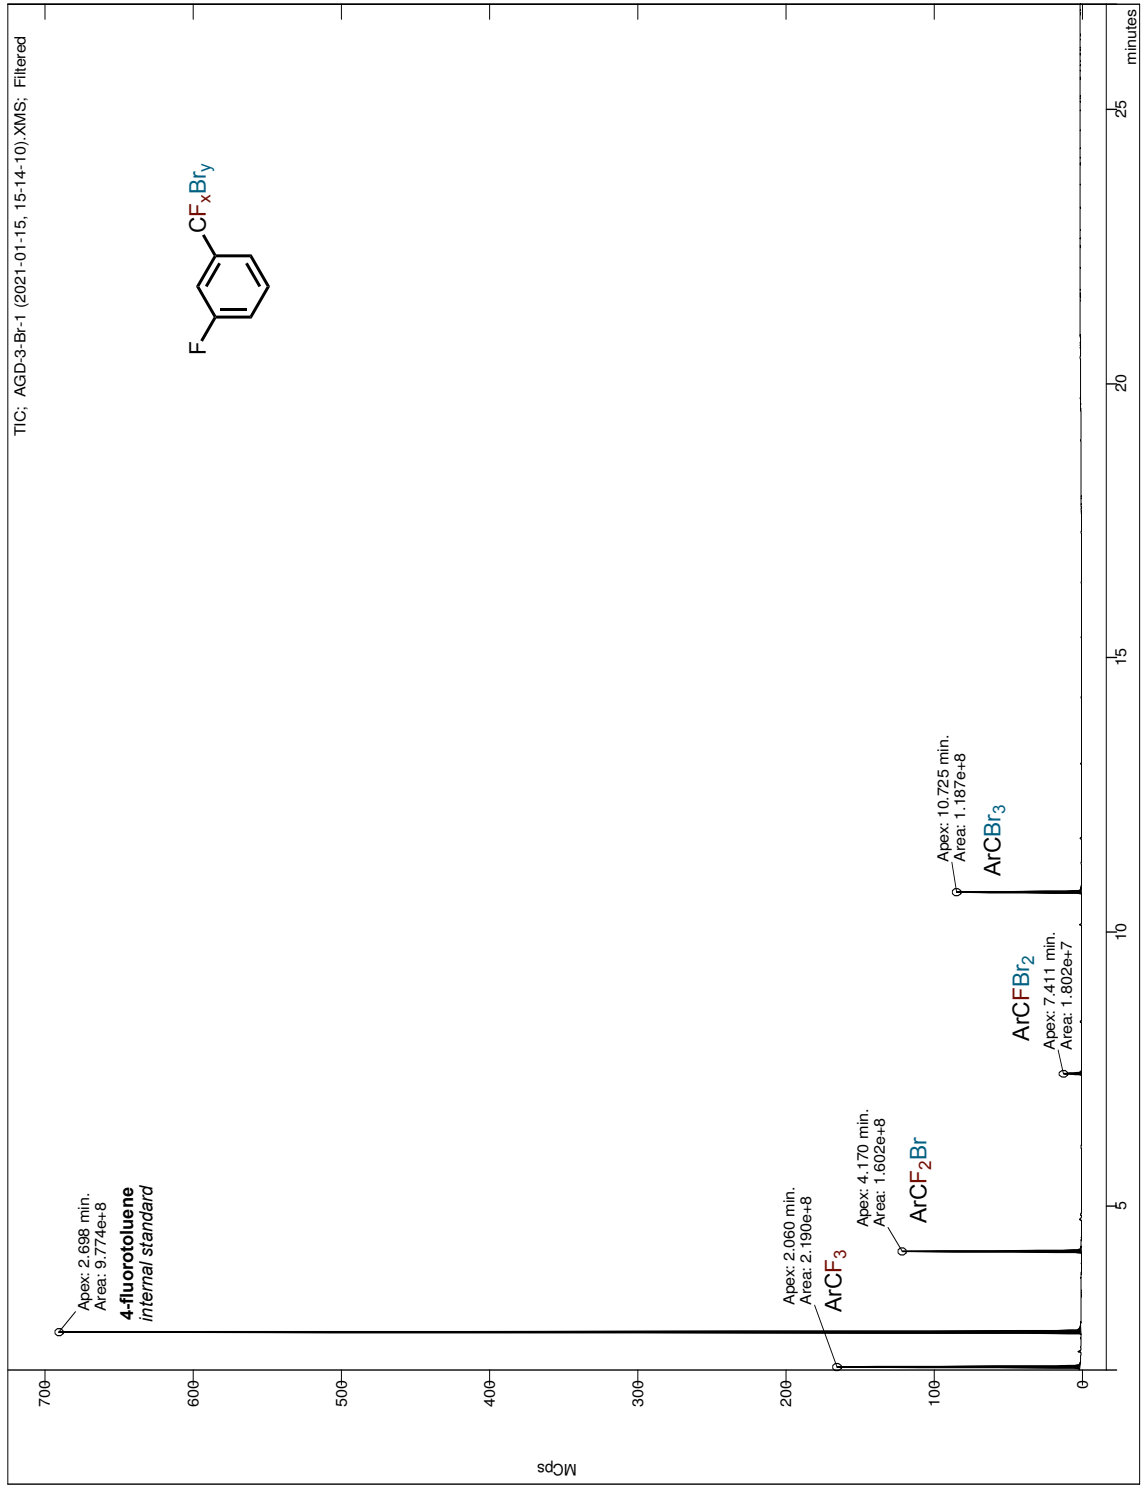 TIC; AGD-3-Br-1 (2021-01-15, 15-14-10).XMS; Filtered
MCps
700
600
500
400
300
200
100
0
Apex: 2.698 min.
Area: 9.774e+8
4-fluorotoluene
internal standard
F
CFxBry
Apex: 2.060 min.
Area: 2.190e+8
ArCF3
Apex: 4.170 min.
Area: 1.602e+8
ArCF2Br
ArCFBr2
Apex: 7.411 min.
Area: 1.802e+7
Apex: 10.725 min.
Area: 1.187e+8
ArCBr3
5
10
15
20
25
minutes